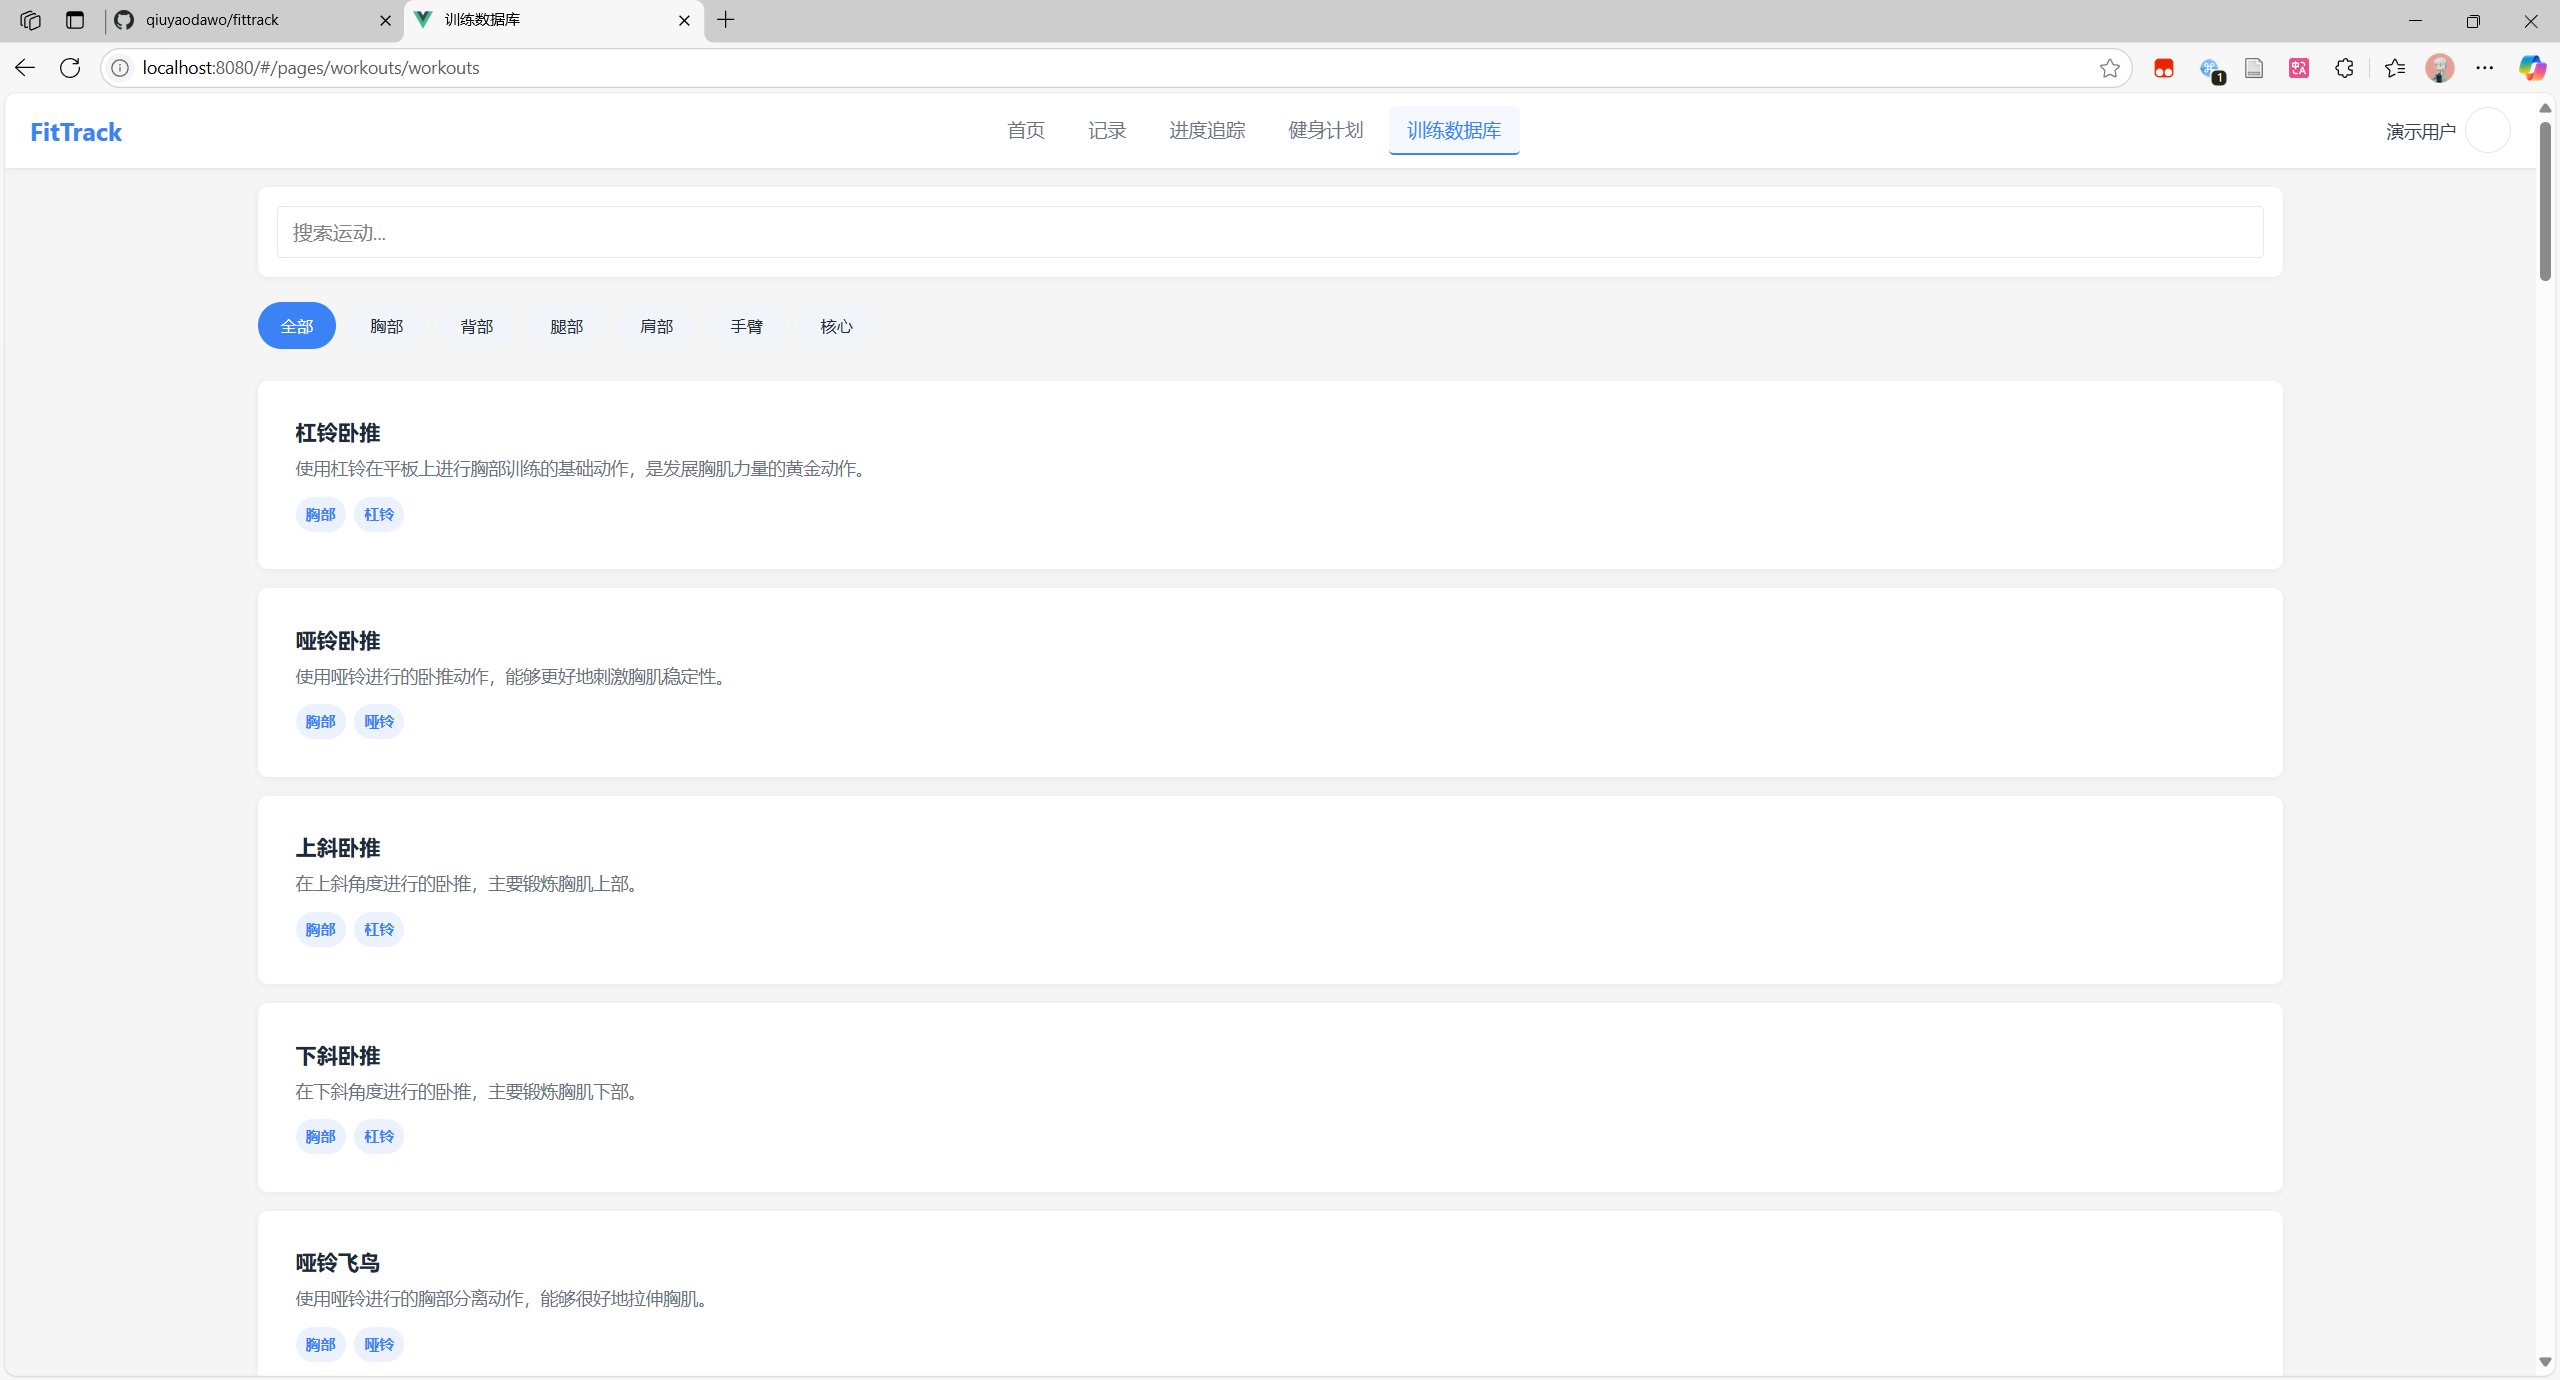 qiuyaodawo/fittrack
训练数据库
localhost:8080/#/pages/workouts/workouts
1
FitTrack
首页
记录
进度追踪
健身计划
训练数据库
演示用户
搜索运动...
全部
胸部
背部
腿部
肩部
手臂
核心
杠铃卧推
使用杠铃在平板上进行胸部训练的基础动作，是发展胸肌力量的黄金动作。
胸部 杠铃
哑铃卧推
使用哑铃进行的卧推动作，能够更好地刺激胸肌稳定性。
胸部 哑铃
上斜卧推
在上斜角度进行的卧推，主要锻炼胸肌上部。
胸部 杠铃
下斜卧推
在下斜角度进行的卧推，主要锻炼胸肌下部。
胸部 杠铃
哑铃飞鸟
使用哑铃进行的胸部分离动作，能够很好地拉伸胸肌。
胸部 哑铃